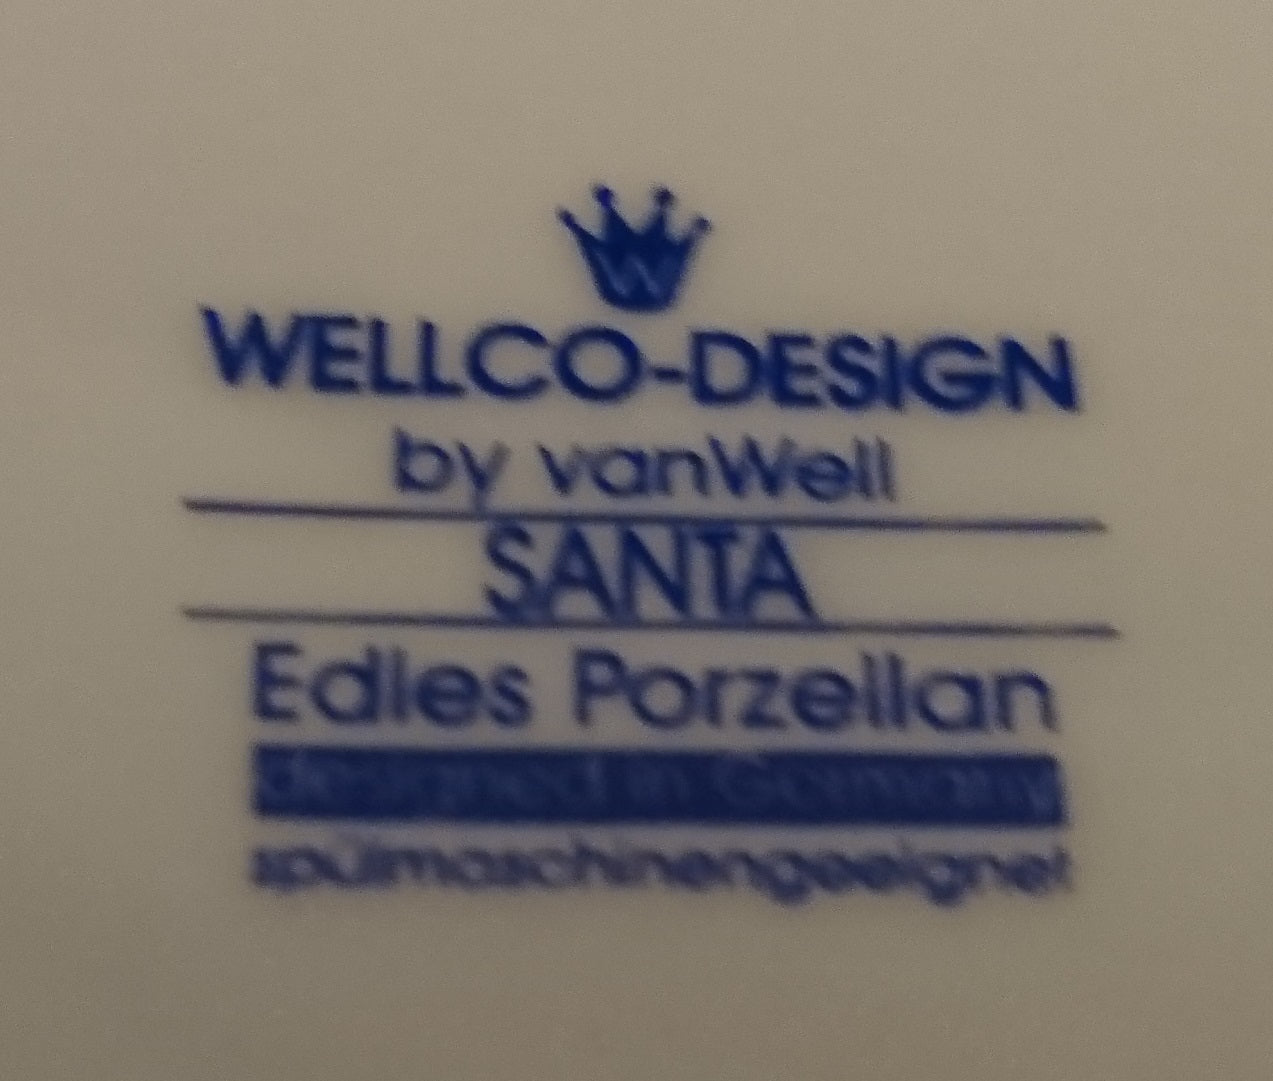 W
WELLCO-DESIGN
by vanWell
SANTA
Edles Porzellan
designed in Germany
spülmaschinengeeignet